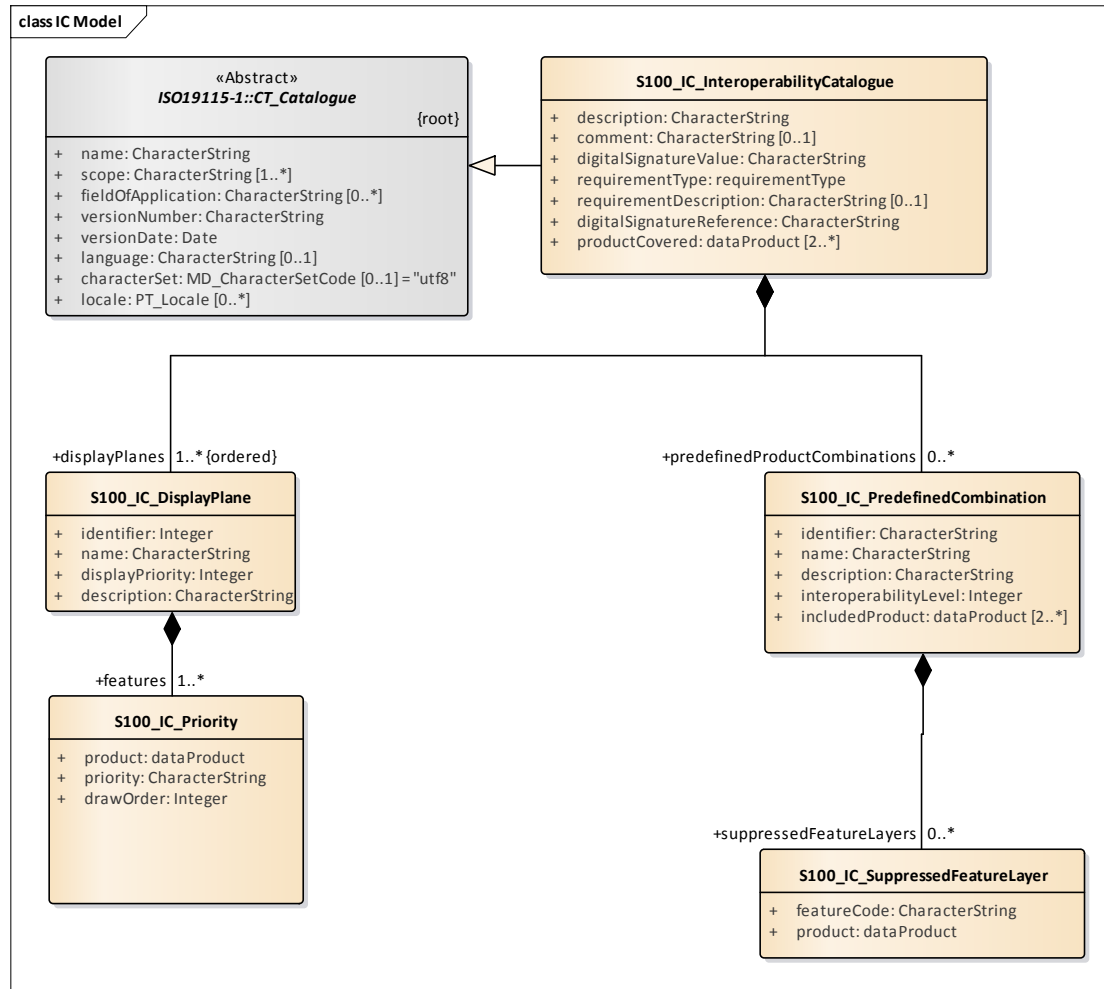 class IC Model
«Abstract»
ISO19115-1::CT_Catalogue
{root}
+ name: CharacterString
+ scope: CharacterString [1..*]
+ fieldOfApplication: CharacterString [0..*]
+ versionNumber: CharacterString
+ versionDate: Date
+ language: CharacterString [0..1]
+ characterSet: MD_CharacterSetCode [0..1] = "utf8"
+ locale: PT_Locale [0..*]
S100_IC_InteroperabilityCatalogue
+ description: CharacterString
+ comment: CharacterString [0..1]
+ digitalSignatureValue: CharacterString
+ requirementType: requirementType
+ requirementDescription: CharacterString [0..1]
+ digitalSignatureReference: CharacterString
+ productCovered: dataProduct [2..*]
+displayPlanes 1..* {ordered}
S100_IC_DisplayPlane
+ identifier: Integer
+ name: CharacterString
+ displayPriority: Integer
+ description: CharacterString
+predefinedProductCombinations 0..*
S100_IC_PredefinedCombination
+ identifier: CharacterString
+ name: CharacterString
+ description: CharacterString
+ interoperabilityLevel: Integer
+ includedProduct: dataProduct [2..*]
+features 1..*
S100_IC_Priority
+ product: dataProduct
+ priority: CharacterString
+ drawOrder: Integer
+suppressedFeatureLayers 0..*
S100_IC_SuppressedFeatureLayer
+ featureCode: CharacterString
+ product: dataProduct